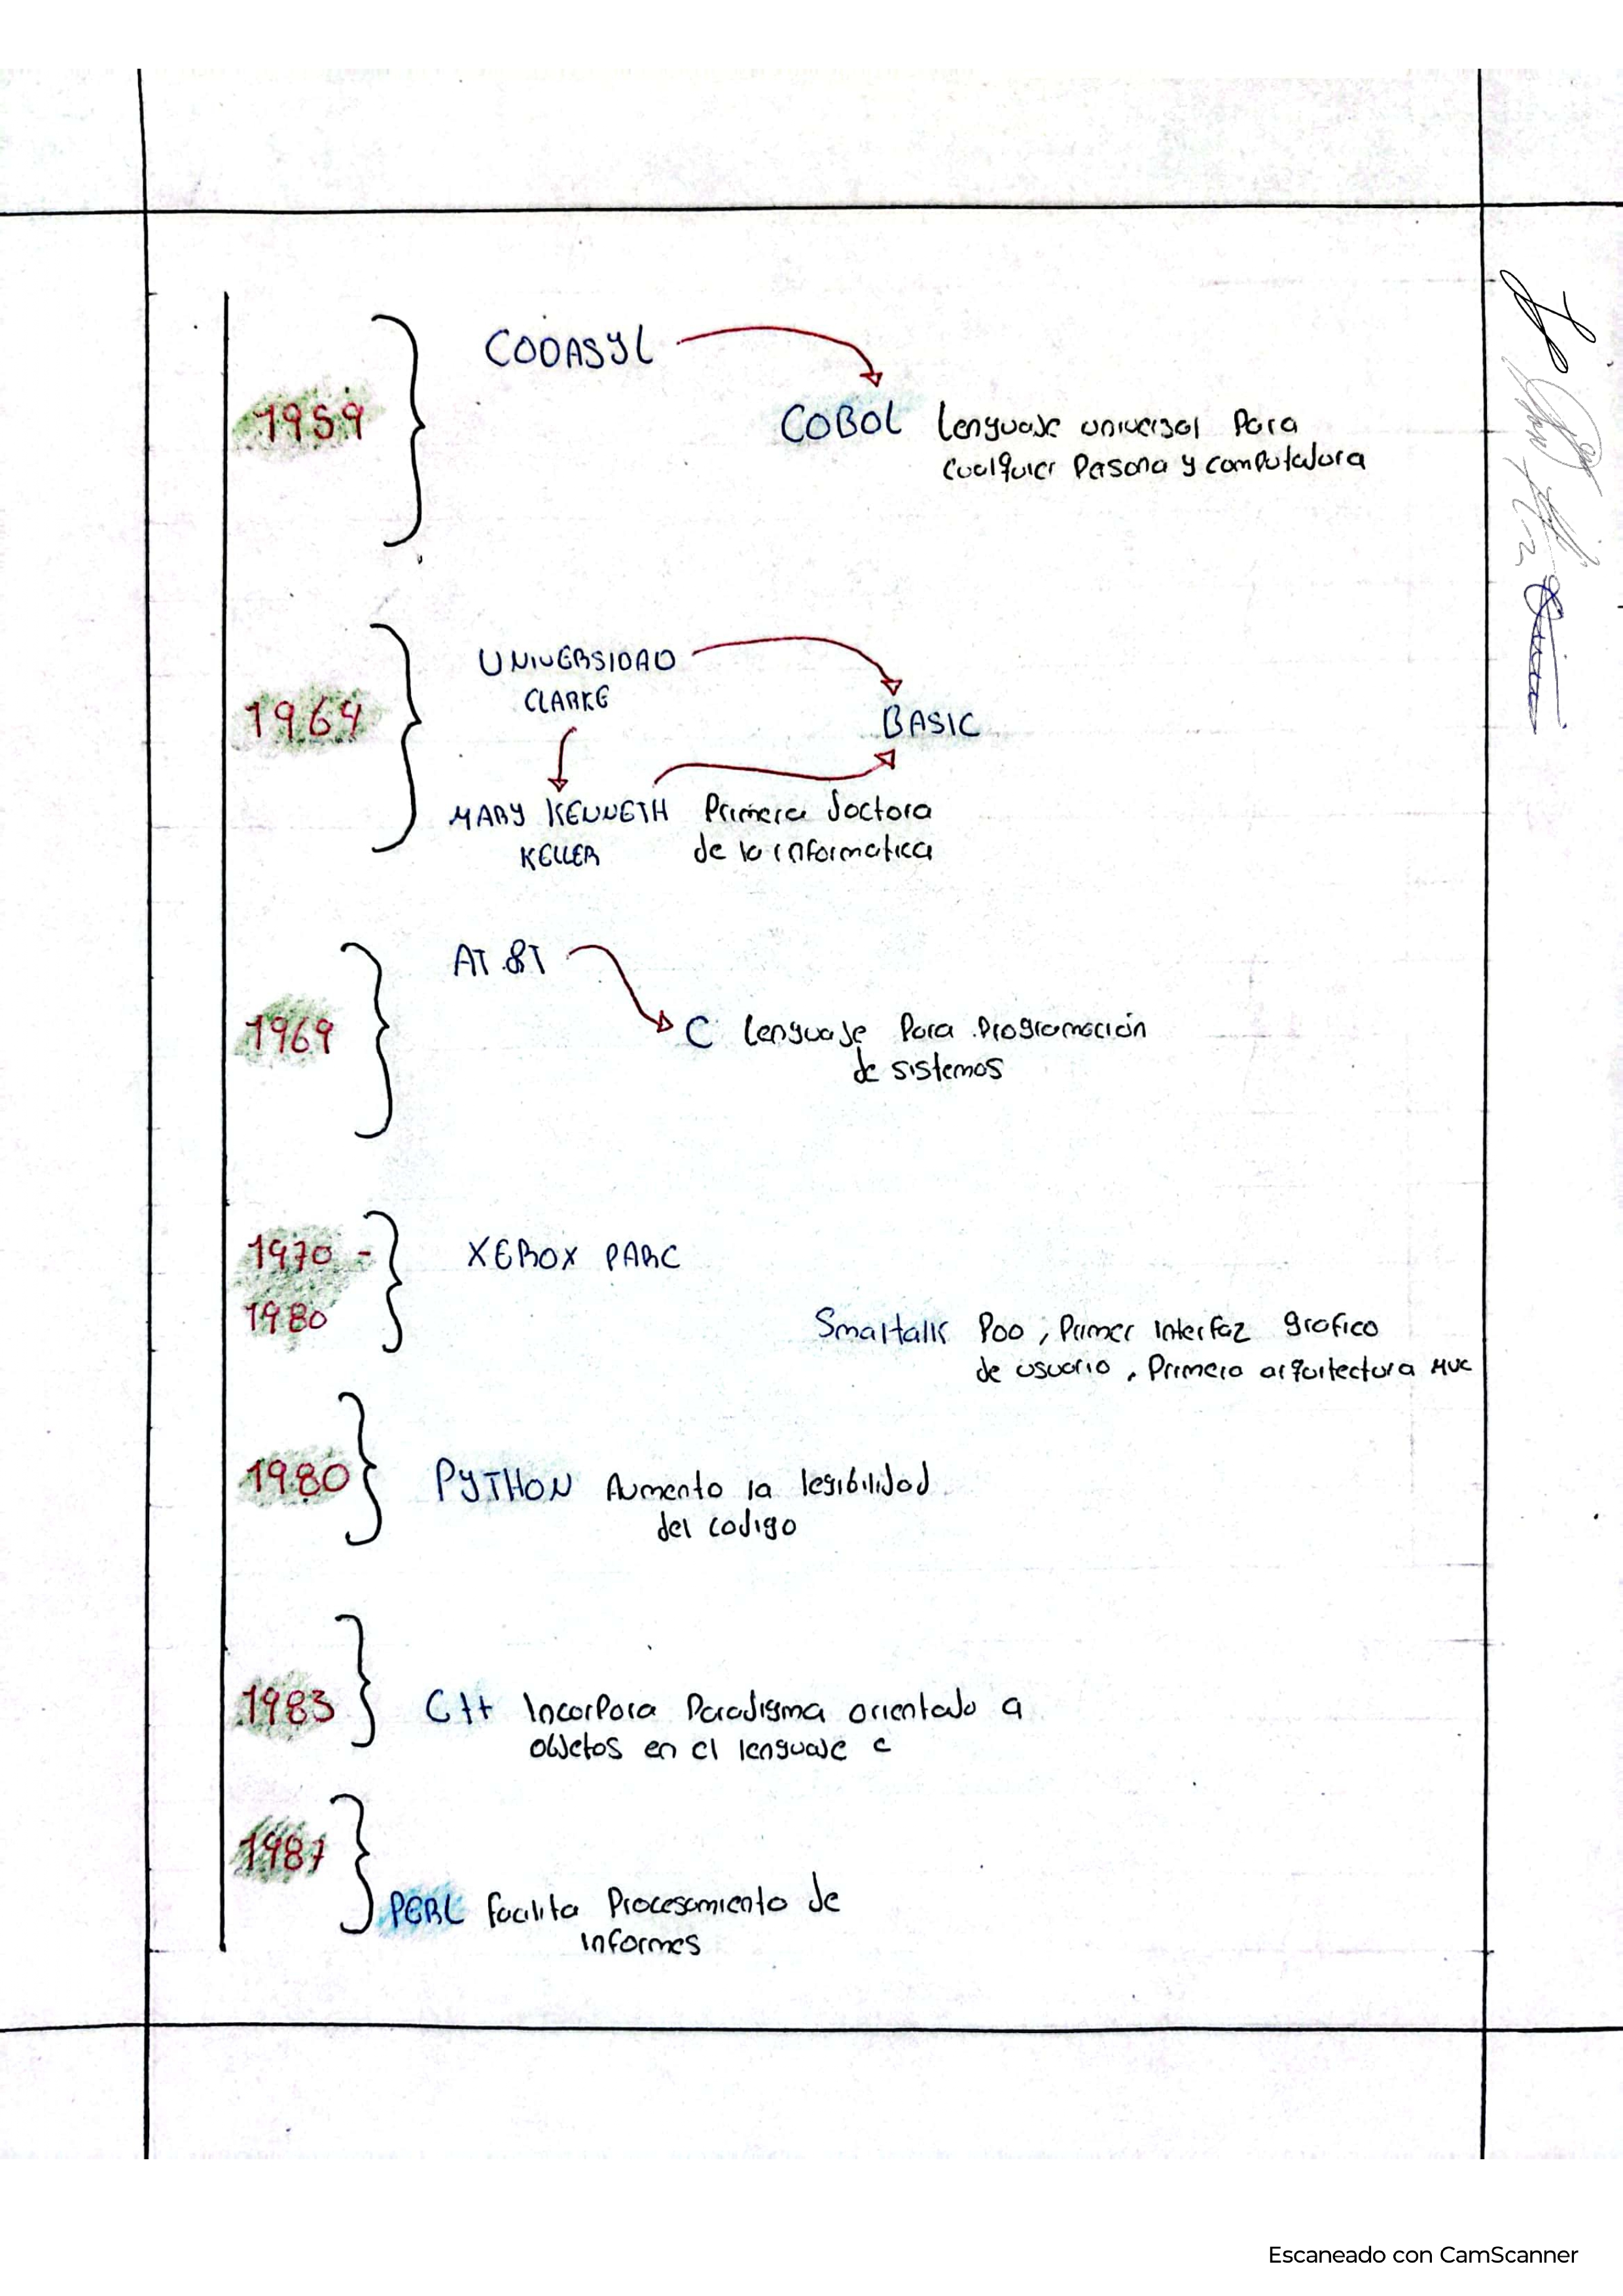 CODASYL
1959
COBOL Lenguaje universal Para
cualquier Pasona y computadora
UNIVERSIDAD
CLARKE
1964
BASIC
MARY KENNETH Primera doctora
KELLER de la informatica
AT&T
1969
C Lenguaje Para Programación
de sistemas
1970 -
XEROX PARC
1980
Smaltalk Poo, Primer Interfaz grafico
de usuario, Primera arquitectura MVC
1980
PYTHON Aumento la legibilidad
del codigo
1983
C++ Incorpora Paradigma orientado a
objetos en el lenguaje c
1987
PERL facilita Procesamiento de
Informes
Escaneado con CamScanner